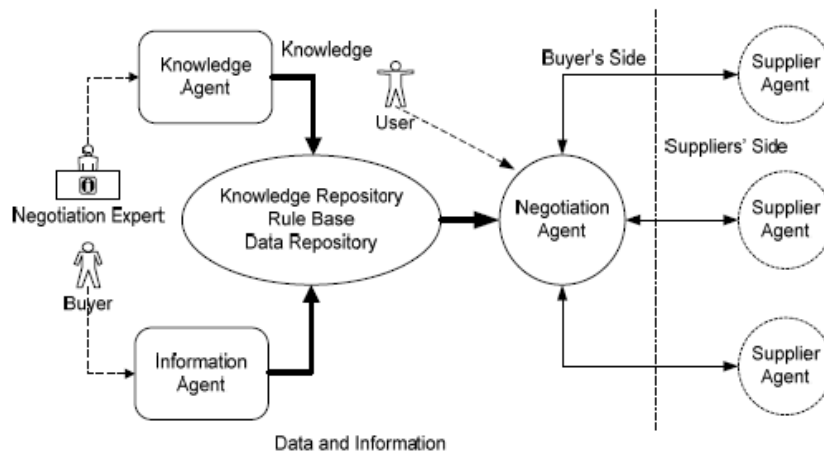 Knowledge
Agent
Knowledge
User
Buyer's Side
Supplier
Agent
Suppliers' Side
Negotiation Expert
Knowledge Repository
Rule Base
Data Repository
Negotiation
Agent
Supplier
Agent
Buyer
Information
Agent
Supplier
Agent
Data and Information